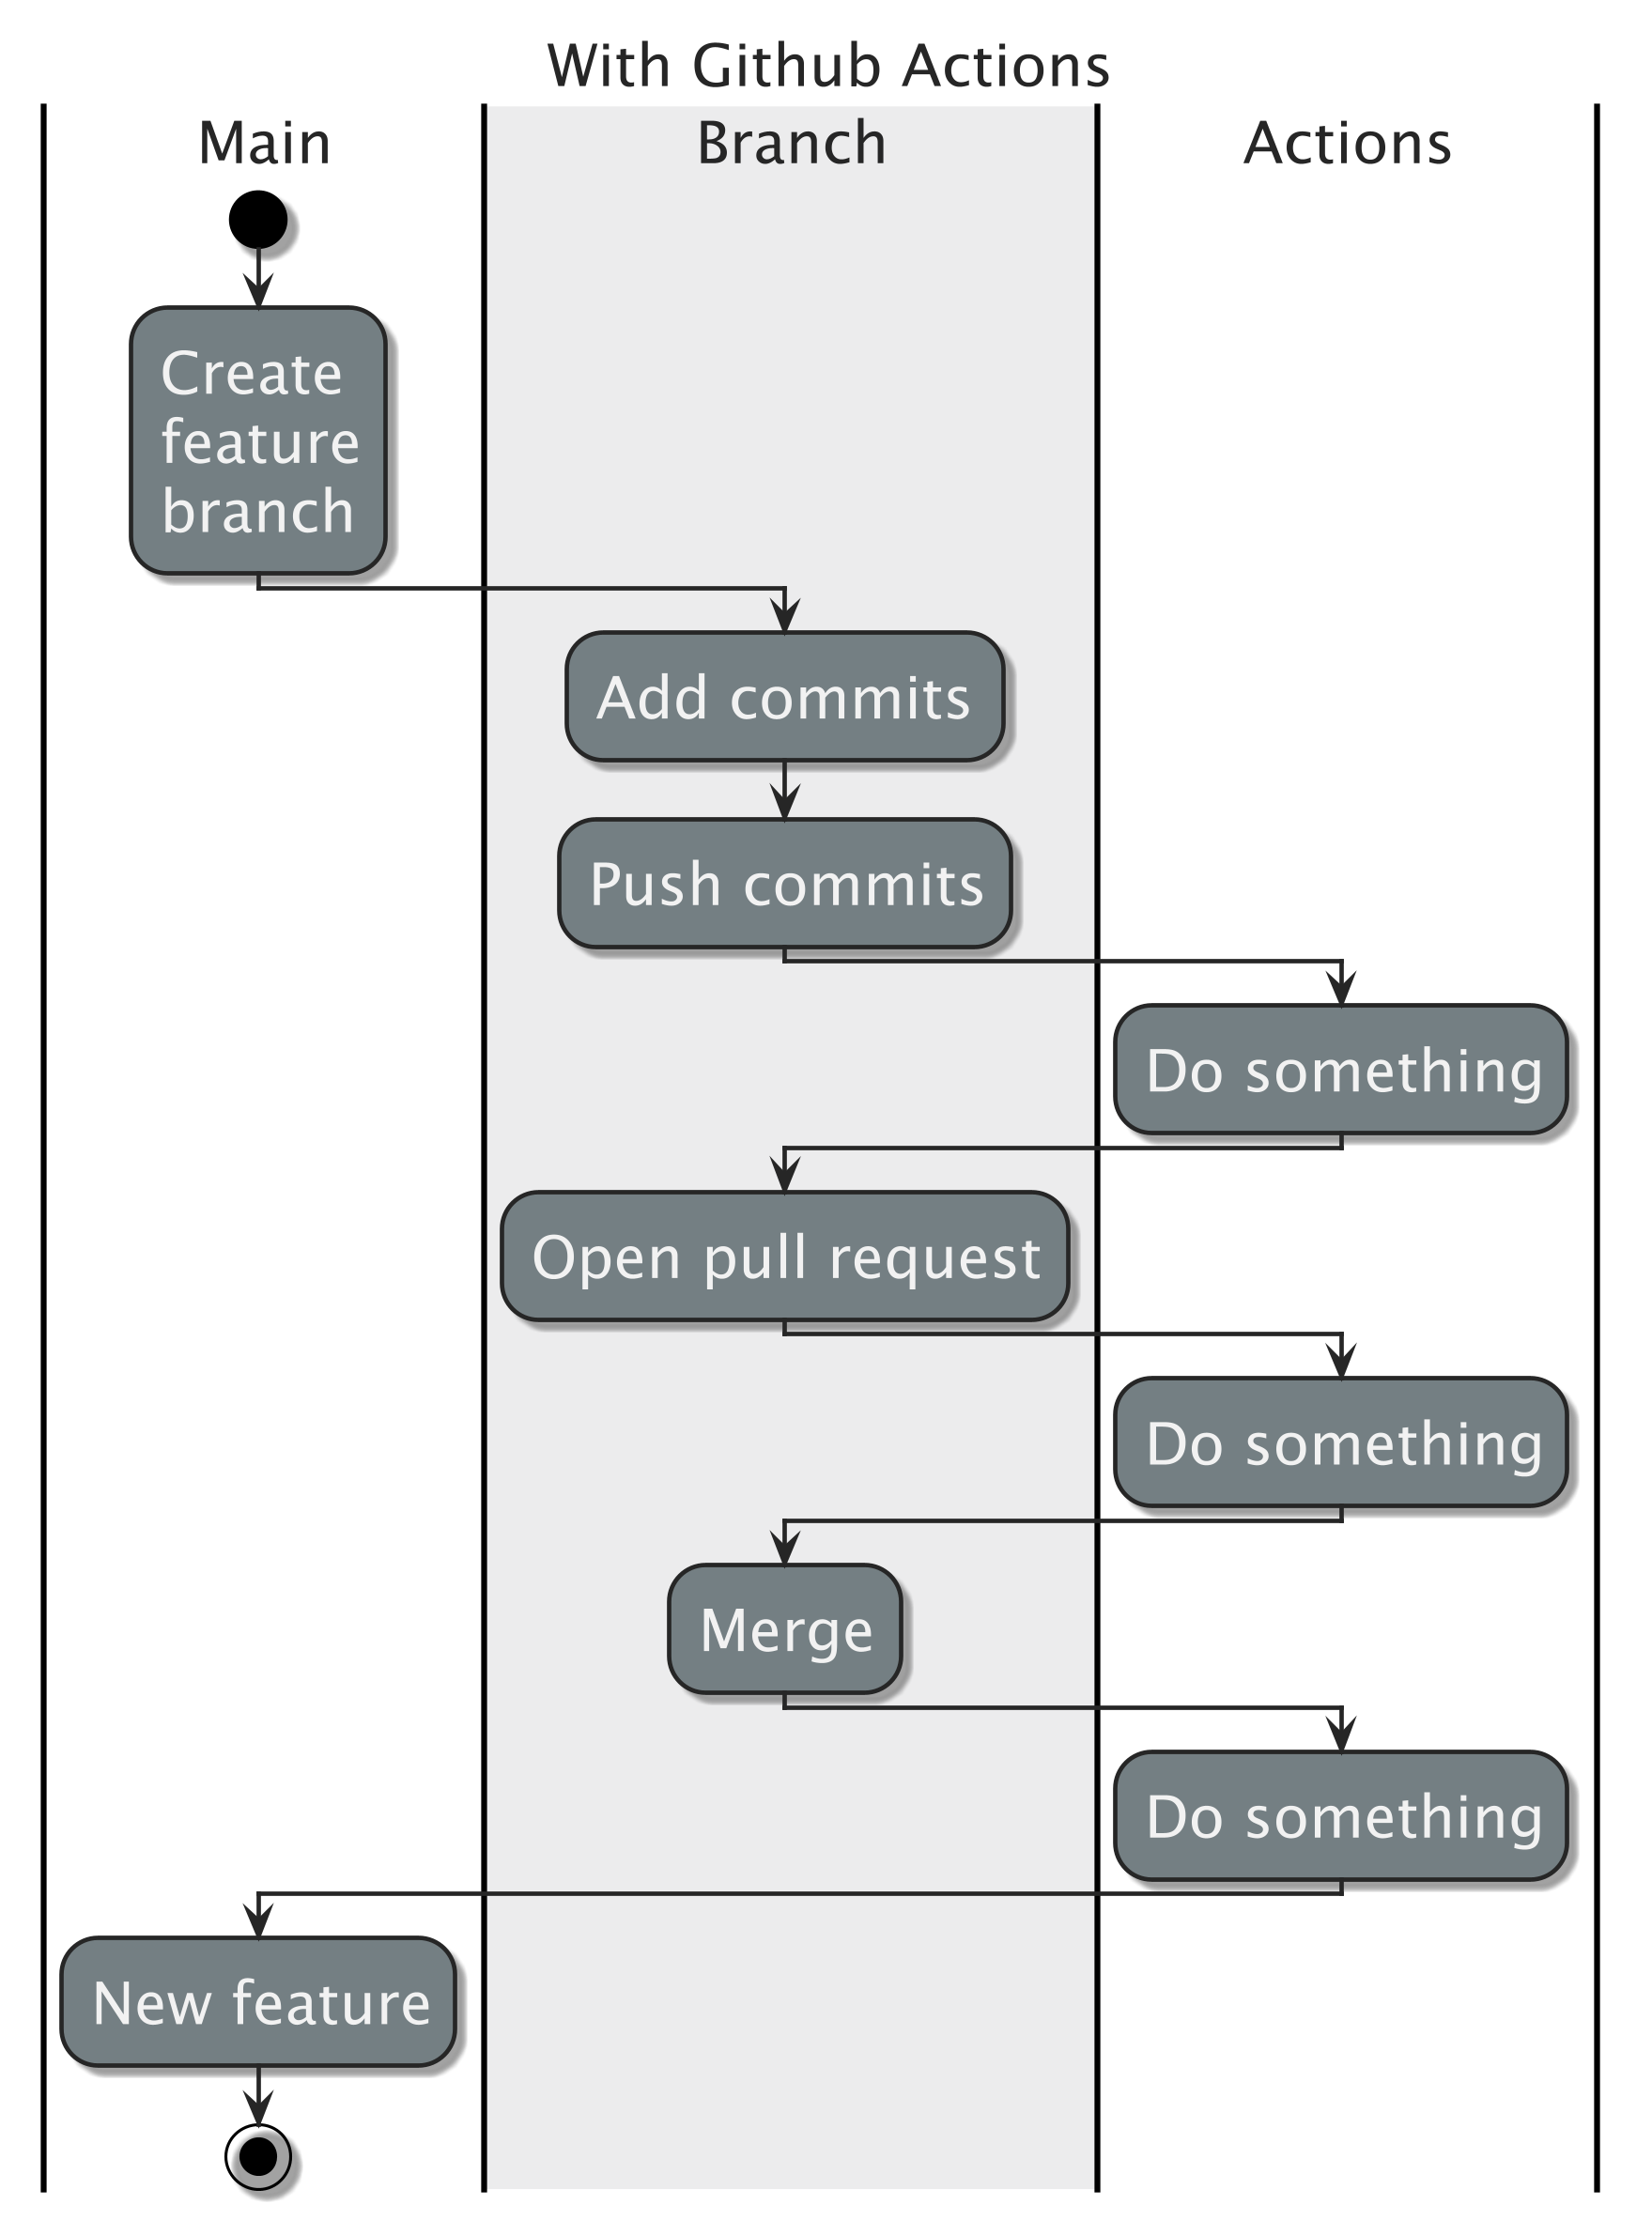 With Github Actions
Main
Branch
Actions
Create
feature
branch
Add commits
Push commits
Do something
Open pull request
Do something
Merge
Do something
New feature